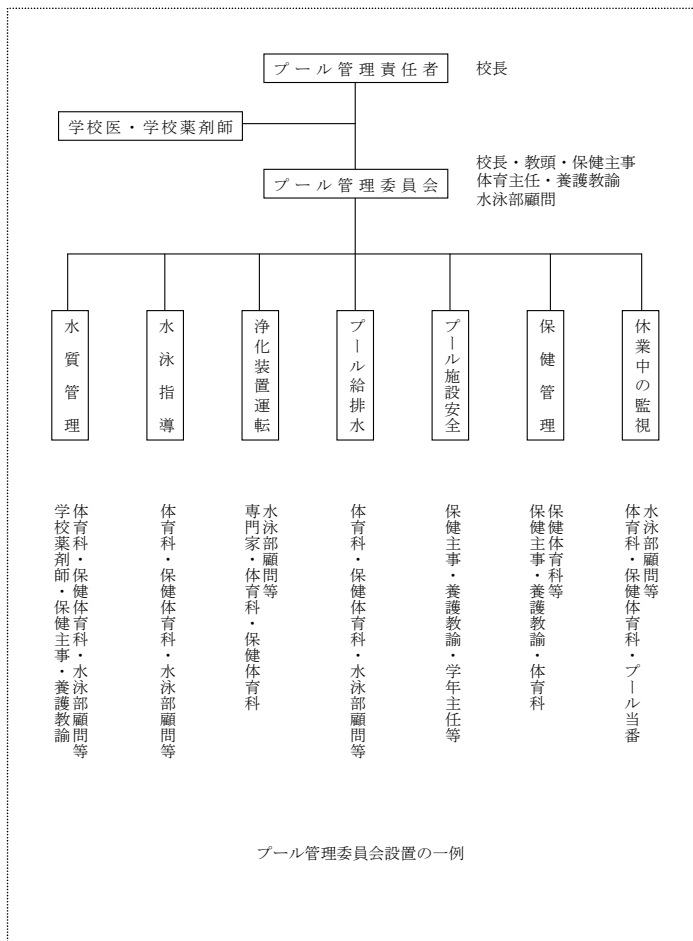 プール管理責任者
校長
学校医・学校薬剤師
プール管理委員会
校長・教頭・保健主事
体育主任・養護教諭
水泳部顧問
水質管理
水泳指導
浄化装置運転
プール給排水
プール施設安全
保健管理
休業中の監視
体育科・保健体育科・水泳部顧問等
学校薬剤師・保健主事・養護教諭
体育科・保健体育科・水泳部顧問等
水泳部顧問等
専門家・体育科・保健体育科
体育科・保健体育科・水泳部顧問等
保健主事・養護教諭・学年主任等
保健体育科等
保健主事・養護教諭・体育科
水泳部顧問等
体育科・保健体育科・プール当番
プール管理委員会設置の一例